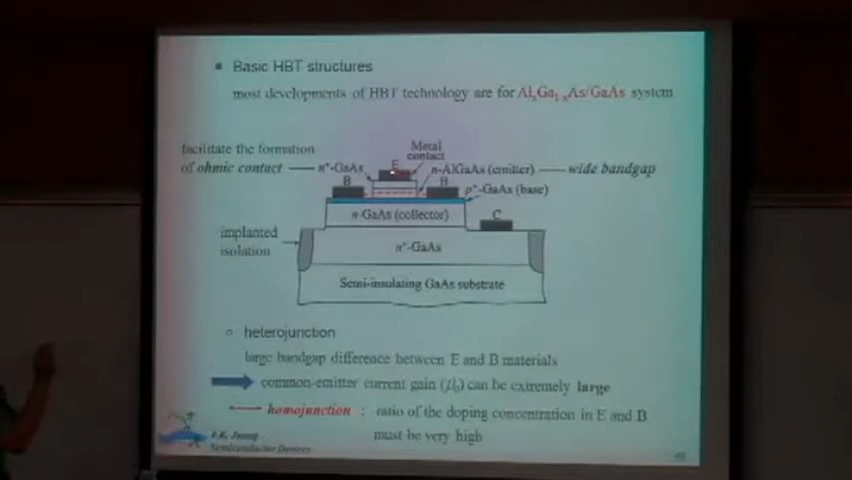 Basic HBT structures
most developments of HBT technology are for AlxGa1-xAs/GaAs system
facilitate the formation
of ohmic contact
n+-GaAs
E
Metal
contact
n-AlGaAs (emitter)
wide bandgap
B
B
p+-GaAs (base)
n-GaAs (collector)
C
implanted
isolation
n+-GaAs
Semi-insulating GaAs substrate
heterojunction
large bandgap difference between E and B materials
common-emitter current gain (β0) can be extremely large
homojunction : ratio of the doping concentration in E and B
must be very high
Semiconductor Devices